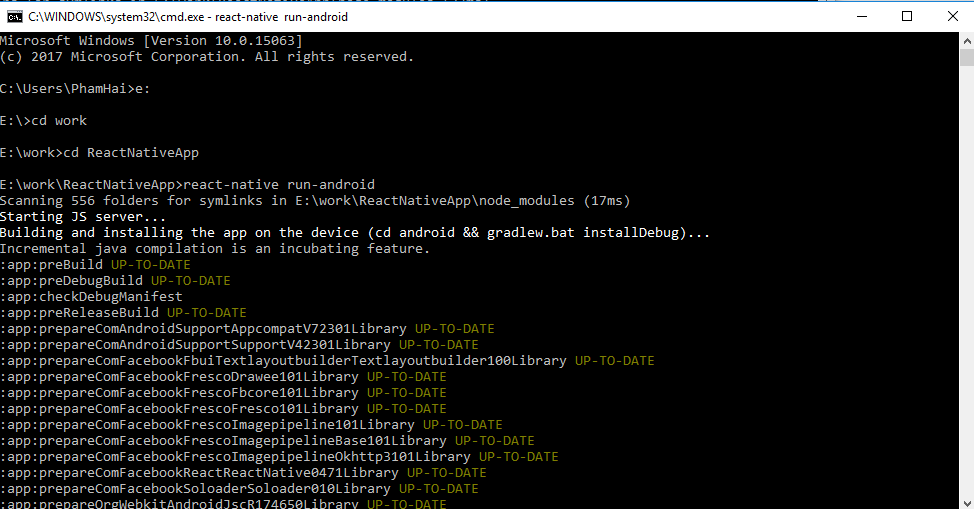 C:\WINDOWS\system32\cmd.exe - react-native run-android
Microsoft Windows [Version 10.0.15063]
(c) 2017 Microsoft Corporation. All rights reserved.
C:\Users\PhamHai>e:
E:\>cd work
E:\work>cd ReactNativeApp
E:\work\ReactNativeApp>react-native run-android
Scanning 556 folders for symlinks in E:\work\ReactNativeApp\node_modules (17ms)
Starting JS server...
Building and installing the app on the device (cd android && gradlew.bat installDebug)...
Incremental java compilation is an incubating feature.
:app:preBuild UP-TO-DATE
:app:preDebugBuild UP-TO-DATE
:app:checkDebugManifest
:app:preReleaseBuild UP-TO-DATE
:app:prepareComAndroidSupportAppcompatV72301Library UP-TO-DATE
:app:prepareComAndroidSupportSupportV42301Library UP-TO-DATE
:app:prepareComFacebookFbuiTextlayoutbuilderTextlayoutbuilder100Library UP-TO-DATE
:app:prepareComFacebookFrescoDrawee101Library UP-TO-DATE
:app:prepareComFacebookFrescoFbcore101Library UP-TO-DATE
:app:prepareComFacebookFrescoFresco101Library UP-TO-DATE
:app:prepareComFacebookFrescoImagepipeline101Library UP-TO-DATE
:app:prepareComFacebookFrescoImagepipelineBase101Library UP-TO-DATE
:app:prepareComFacebookFrescoImagepipelineOkhttp3101Library UP-TO-DATE
:app:prepareComFacebookReactReactNative0471Library UP-TO-DATE
:app:prepareComFacebookSoloaderSoloader010Library UP-TO-DATE
:app:prepareOrgWebkitAndroidJscR174650Library UP-TO-DATE